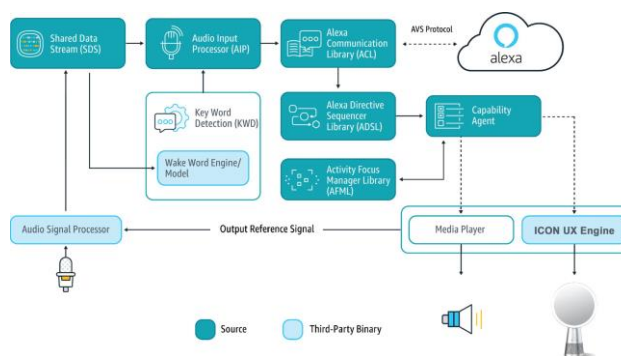 Shared Data
Stream (SDS)
Audio Input
Processor (AIP)
Alexa
Communication
Library (ACL)
AVS Protocol
alexa
Key Word
Detection (KWD)
Wake Word Engine/
Model
Alexa Directive
Sequencer
Library (ADSL)
Capability
Agent
Activity Focus
Manager Library
(AFML)
Audio Signal Processor
Output Reference Signal
Media Player
ICON UX Engine
Source
Third-Party Binary